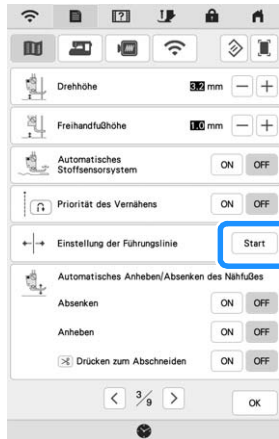 Drehhöhe 3.2 mm − +
Freihandfußhöhe 1.0 mm − +
Automatisches
Stoffsensorsystem ON OFF
Priorität des Vernähens ON OFF
Einstellung der Führungslinie Start
Automatisches Anheben/Absenken des Nähfußes
Absenken ON OFF
Anheben ON OFF
Drücken zum Abschneiden ON OFF
< 3/9 > OK